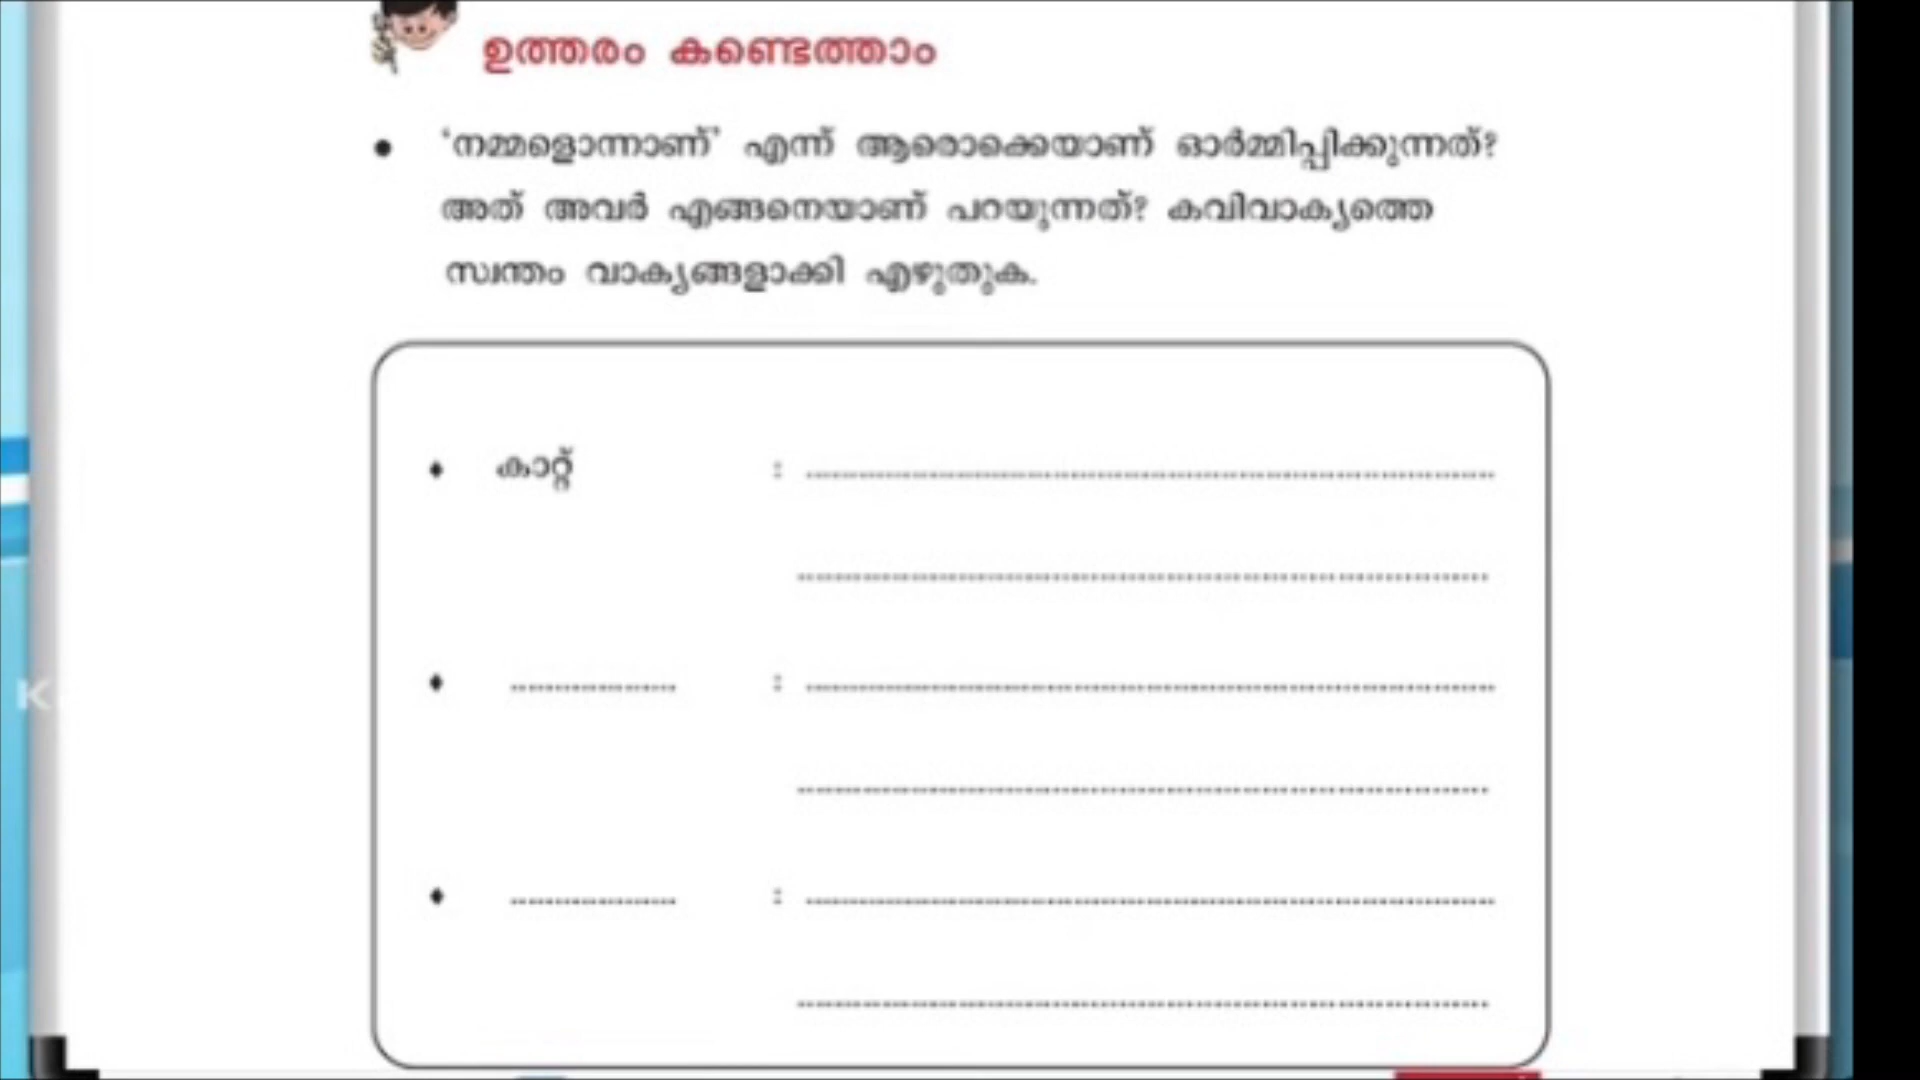 ഉത്തരം കണ്ടെത്താം
• ‘നമ്മളൊന്നാണ്’ എന്ന് ആരൊക്കെയാണ് ഓർമ്മിപ്പിക്കുന്നത്?
അത് അവർ എങ്ങനെയാണ് പറയുന്നത്? കവിവാക്യത്തെ
സ്വന്തം വാക്യങ്ങളാക്കി എഴുതുക.
♦ കാറ്റ് : ..............................
..............................
♦ .................... : ..............................
..............................
♦ .................... : ..............................
..............................